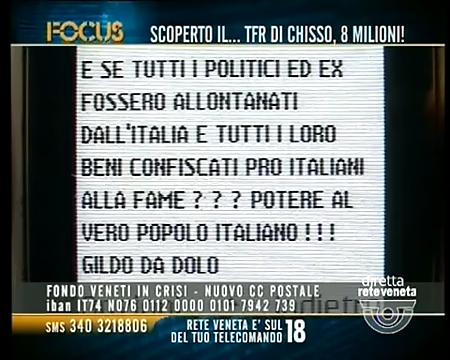 FOCUS
SCOPERTO IL... TFR DI CHISSO, 8 MILIONI!
E SE TUTTI I POLITICI ED EX
FOSSERO ALLONTANATI
DALL'ITALIA E TUTTI I LORO
BENI CONFISCATI PRO ITALIANI
ALLA FAME ? ? ? POTERE AL
VERO POPOLO ITALIANO ! ! !
GILDO DA DOLO
FONDO VENETI IN CRISI - NUOVO CC POSTALE
iban IT74 N076 0112 0000 0101 7942 739
diretta
reteveneta
SMS 340 3218806
RETE VENETA E' SUL
DEL TUO TELECOMANDO 18